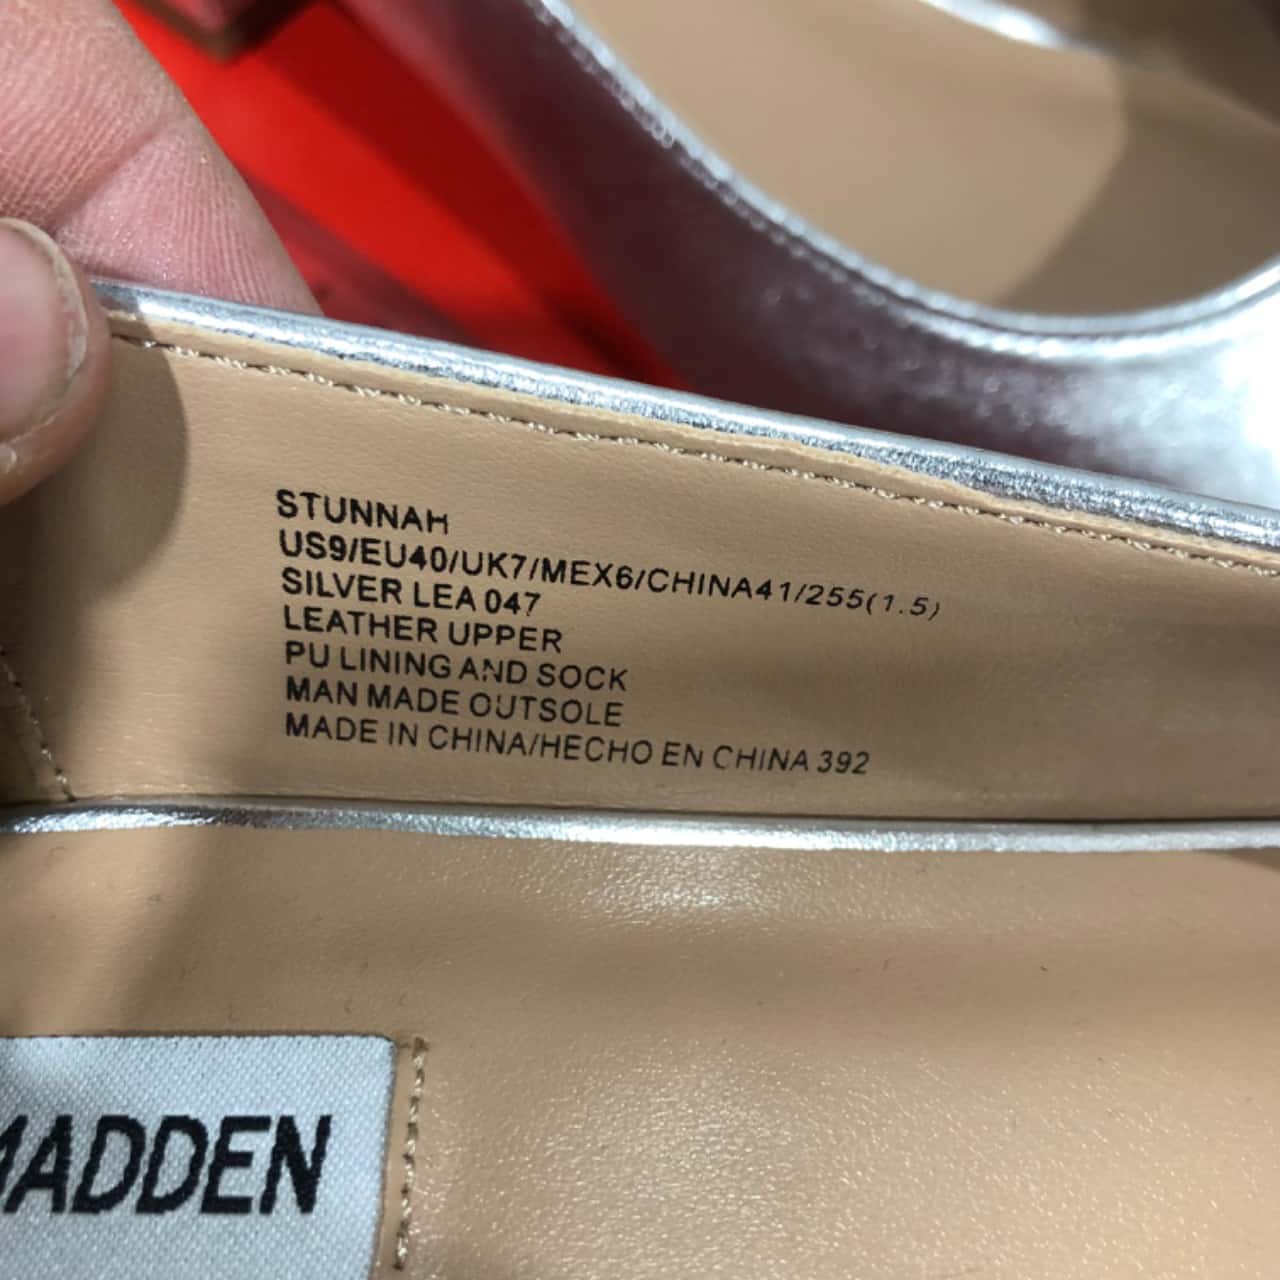 STUNNAH
US9/EU40/UK7/MEX6/CHINA41/255(1.5)
SILVER LEA 047
LEATHER UPPER
PU LINING AND SOCK
MAN MADE OUTSOLE
MADE IN CHINA/HECHO EN CHINA 392
MADDEN